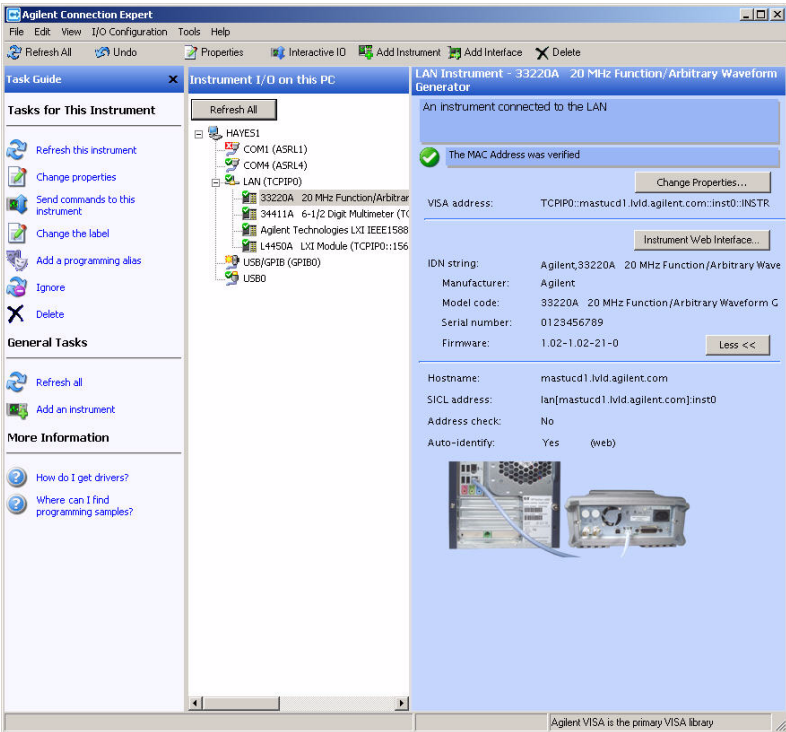 Agilent Connection Expert
File Edit View I/O Configuration Tools Help
Refresh All Undo Properties Interactive IO Add Instrument Add Interface Delete
Task Guide
Tasks for This Instrument
Refresh this instrument
Change properties
Send commands to this
instrument
Change the label
Add a programming alias
Ignore
Delete
General Tasks
Refresh all
Add an instrument
More Information
How do I get drivers?
Where can I find
programming samples?
Instrument I/O on this PC
Refresh All
HAYES1
COM1 (ASRL1)
COM4 (ASRL4)
LAN (TCPIP0)
33220A 20 MHz Function/Arbitrar
34411A 6-1/2 Digit Multimeter (TC
Agilent Technologies LXI IEEE1588
L4450A LXI Module (TCPIP0::156
USB/GPIB (GPIB0)
USB0
LAN Instrument - 33220A 20 MHz Function/Arbitrary Waveform
Generator
An instrument connected to the LAN
The MAC Address was verified
Change Properties...
VISA address: TCPIP0::mastucd1.lvld.agilent.com::inst0::INSTR
Instrument Web Interface...
IDN string: Agilent,33220A 20 MHz Function/Arbitrary Wave
Manufacturer: Agilent
Model code: 33220A 20 MHz Function/Arbitrary Waveform G
Serial number: 0123456789
Firmware: 1.02-1.02-21-0
Less <<
Hostname: mastucd1.lvld.agilent.com
SICL address: lan[mastucd1.lvld.agilent.com]:inst0
Address check: No
Auto-identify: Yes (web)
Agilent VISA is the primary VISA library